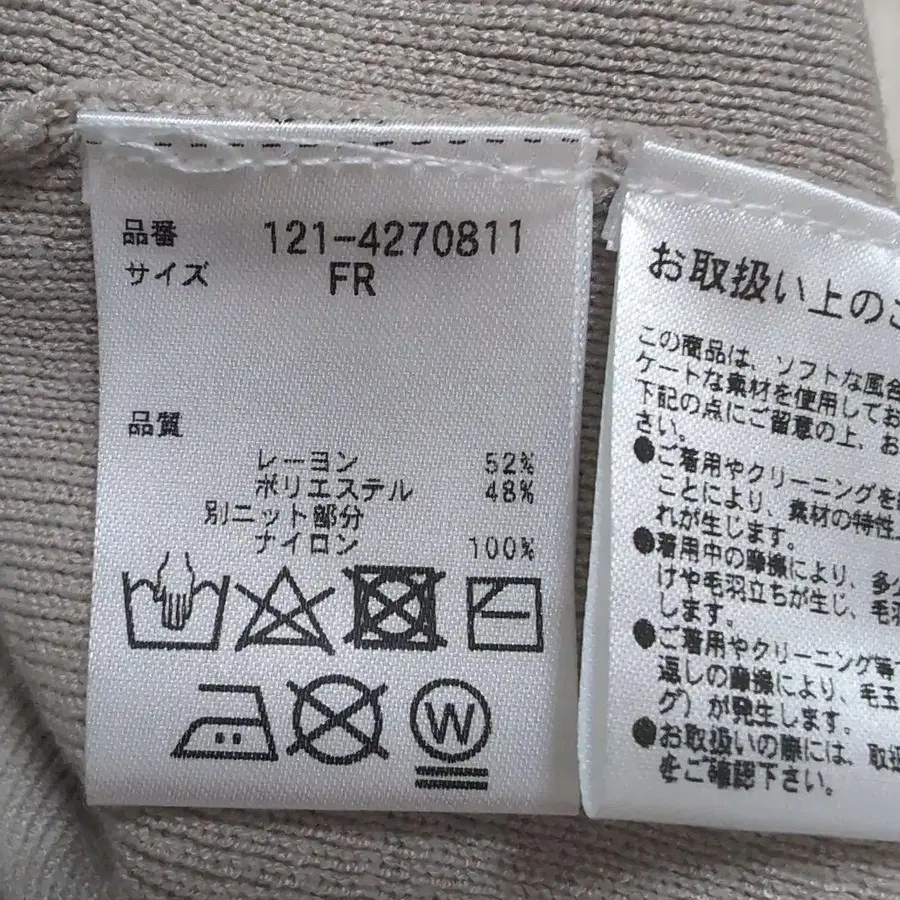 品番 121-4270811
サイズ FR
品質
レーヨン 52%
ポリエステル 48%
別ニット部分
ナイロン 100%
W
お取扱い上のご
この商品は、ソフトな風合
ケートな素材を使用してお
下記の点にご留意の上、お
さい。
●ご着用やクリーニングを
ことにより、素材の特性
れが生じます。
●着用中の摩擦により、多
けや毛羽立ちが生じ、毛羽
します。
●ご着用やクリーニング等
返しの摩擦により、毛玉
グ)が発生します。
●お取扱いの際には、取扱
をご確認下さい。